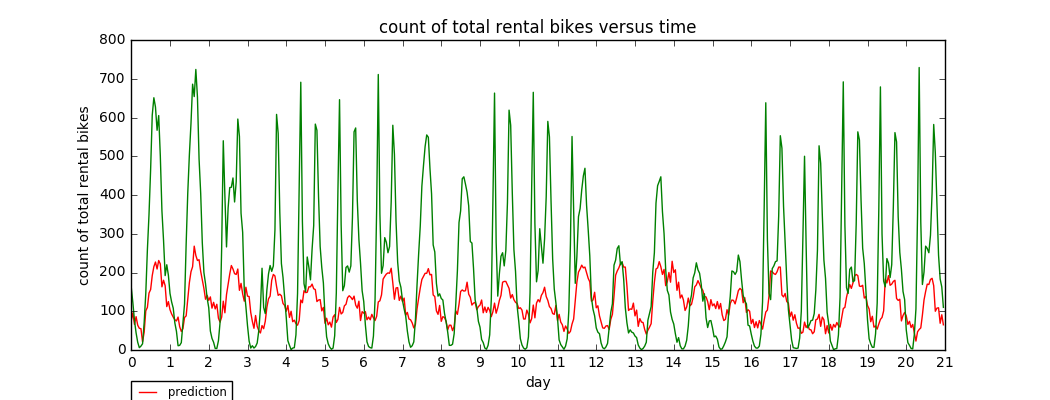 count of total rental bikes versus time
800
700
600
500
400
300
200
100
0
count of total rental bikes
0 1 2 3 4 5 6 7 8 9 10 11 12 13 14 15 16 17 18 19 20 21
day
prediction